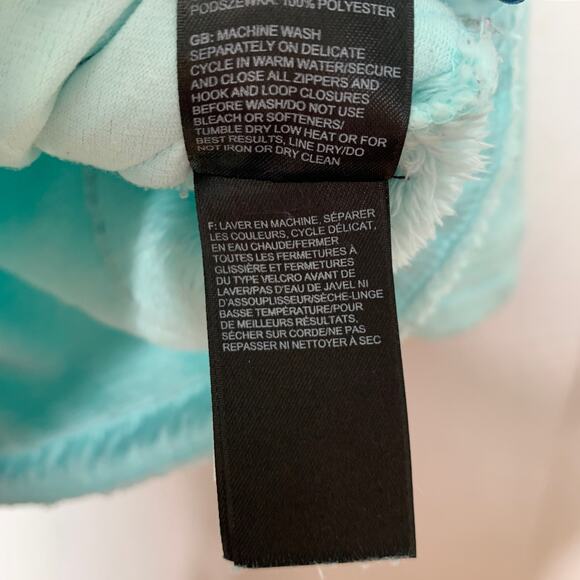 PODSZEWKA: 100% POLYESTER
GB: MACHINE WASH
SEPARATELY ON DELICATE
CYCLE IN WARM WATER/SECURE
AND CLOSE ALL ZIPPERS AND
HOOK AND LOOP CLOSURES
BEFORE WASH/DO NOT USE
BLEACH OR SOFTENERS/
TUMBLE DRY LOW HEAT OR FOR
BEST RESULTS, LINE DRY/DO
NOT IRON OR DRY CLEAN
F: LAVER EN MACHINE, SÉPARER
LES COULEURS, CYCLE DÉLICAT,
EN EAU CHAUDE/FERMER
TOUTES LES FERMETURES À
GLISSIÈRE ET FERMETURES
DU TYPE VELCRO AVANT DE
LAVER/PAS D'EAU DE JAVEL NI
D'ASSOUPLISSEUR/SÈCHE-LINGE
BASSE TEMPÉRATURE/POUR
DE MEILLEURS RÉSULTATS,
SÉCHER SUR CORDE/NE PAS
REPASSER NI NETTOYER À SEC